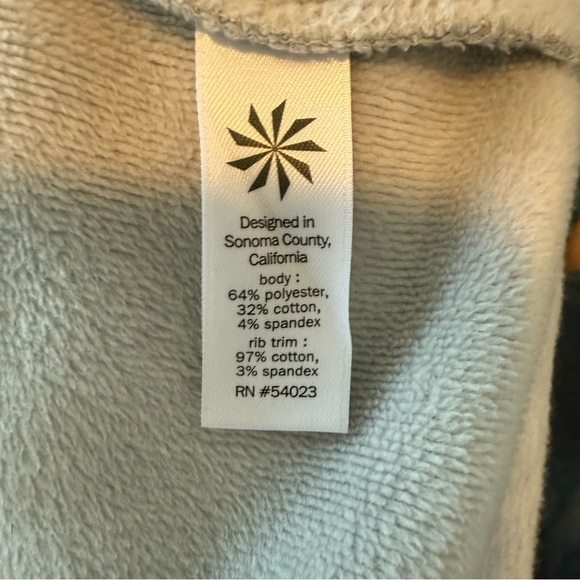 Designed in
Sonoma County,
California
body :
64% polyester,
32% cotton,
4% spandex
rib trim :
97% cotton,
3% spandex
RN #54023